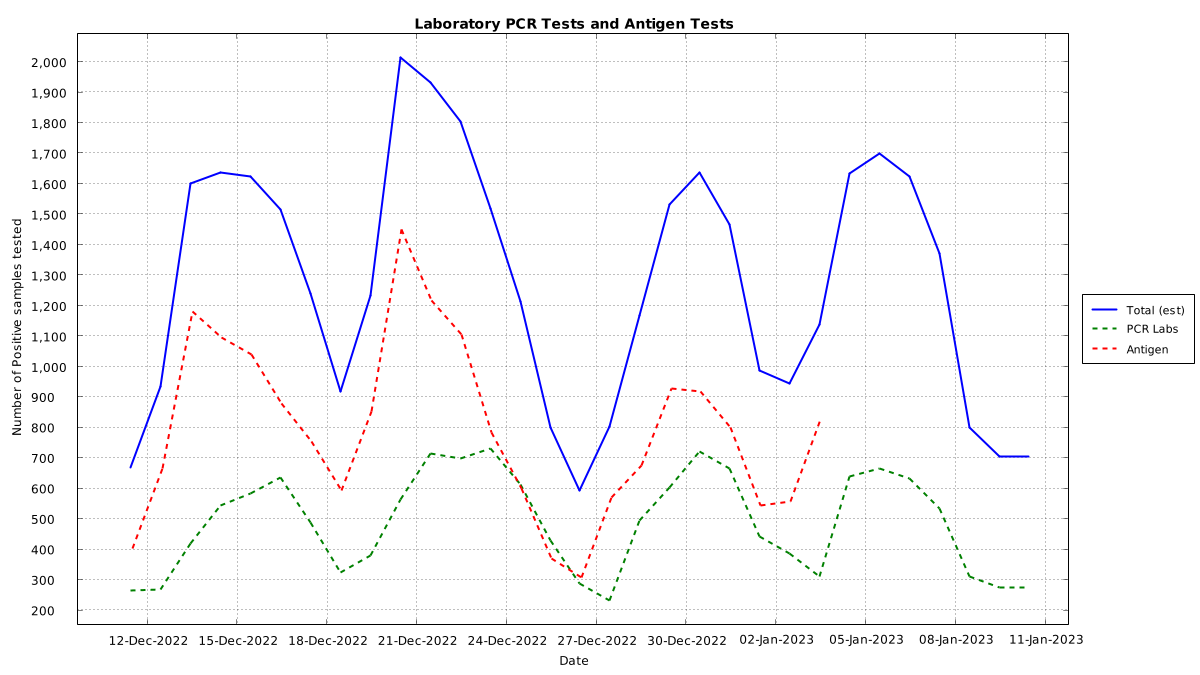 Laboratory PCR Tests and Antigen Tests
Number of Positive samples tested
2,000
1,900
1,800
1,700
1,600
1,500
1,400
1,300
1,200
1,100
1,000
900
800
700
600
500
400
300
200
12-Dec-2022 15-Dec-2022 18-Dec-2022 21-Dec-2022 24-Dec-2022 27-Dec-2022 30-Dec-2022 02-Jan-2023 05-Jan-2023 08-Jan-2023 11-Jan-2023
Date
Total (est)
PCR Labs
Antigen